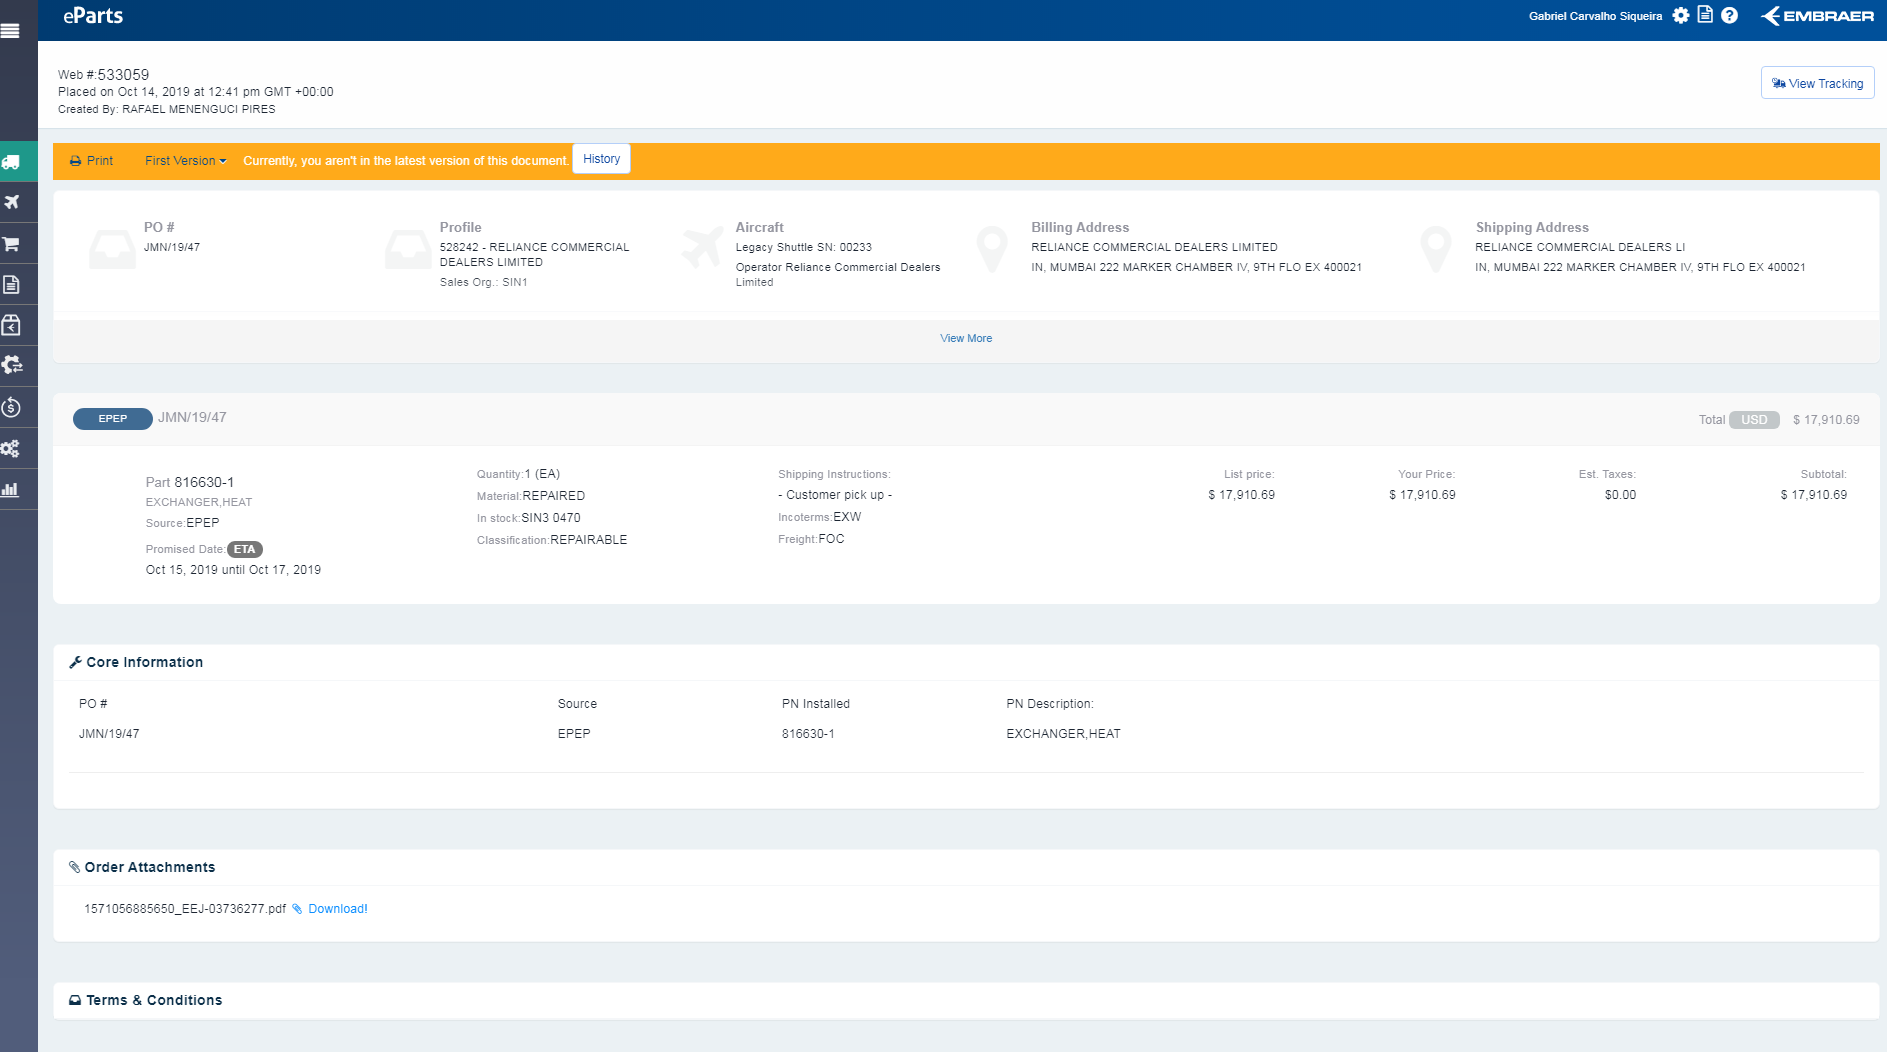 eParts
Gabriel Carvalho Siqueira
EMBRAER
Web #:533059
Placed on Oct 14, 2019 at 12:41 pm GMT +00:00
Created By: RAFAEL MENENGUCI PIRES
View Tracking
Print
First Version
Currently, you aren't in the latest version of this document.
History
PO #
JMN/19/47
Profile
528242 - RELIANCE COMMERCIAL
DEALERS LIMITED
Sales Org.: SIN1
Aircraft
Legacy Shuttle SN: 00233
Operator Reliance Commercial Dealers
Limited
Billing Address
RELIANCE COMMERCIAL DEALERS LIMITED
IN, MUMBAI 222 MARKER CHAMBER IV, 9TH FLO EX 400021
Shipping Address
RELIANCE COMMERCIAL DEALERS LI
IN, MUMBAI 222 MARKER CHAMBER IV, 9TH FLO EX 400021
View More
EPEP JMN/19/47
Total USD $ 17,910.69
Part 816630-1
EXCHANGER,HEAT
Source:EPEP
Promised Date: ETA
Oct 15, 2019 until Oct 17, 2019
Quantity:1 (EA)
Material:REPAIRED
In stock:SIN3 0470
Classification:REPAIRABLE
Shipping Instructions:
- Customer pick up -
Incoterms:EXW
Freight:FOC
List price:
$ 17,910.69
Your Price:
$ 17,910.69
Est. Taxes:
$0.00
Subtotal:
$ 17,910.69
Core Information
PO # Source PN Installed PN Description:
JMN/19/47 EPEP 816630-1 EXCHANGER,HEAT
Order Attachments
1571056885650_EEJ-03736277.pdf Download!
Terms & Conditions